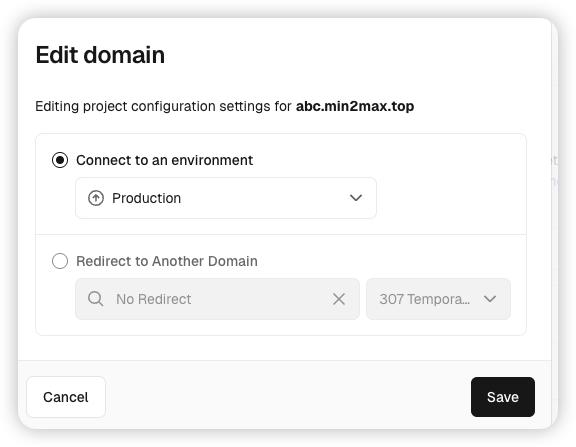 Edit domain
Editing project configuration settings for abc.min2max.top
Connect to an environment
Production
Redirect to Another Domain
No Redirect
307 Tempora...
Cancel
Save